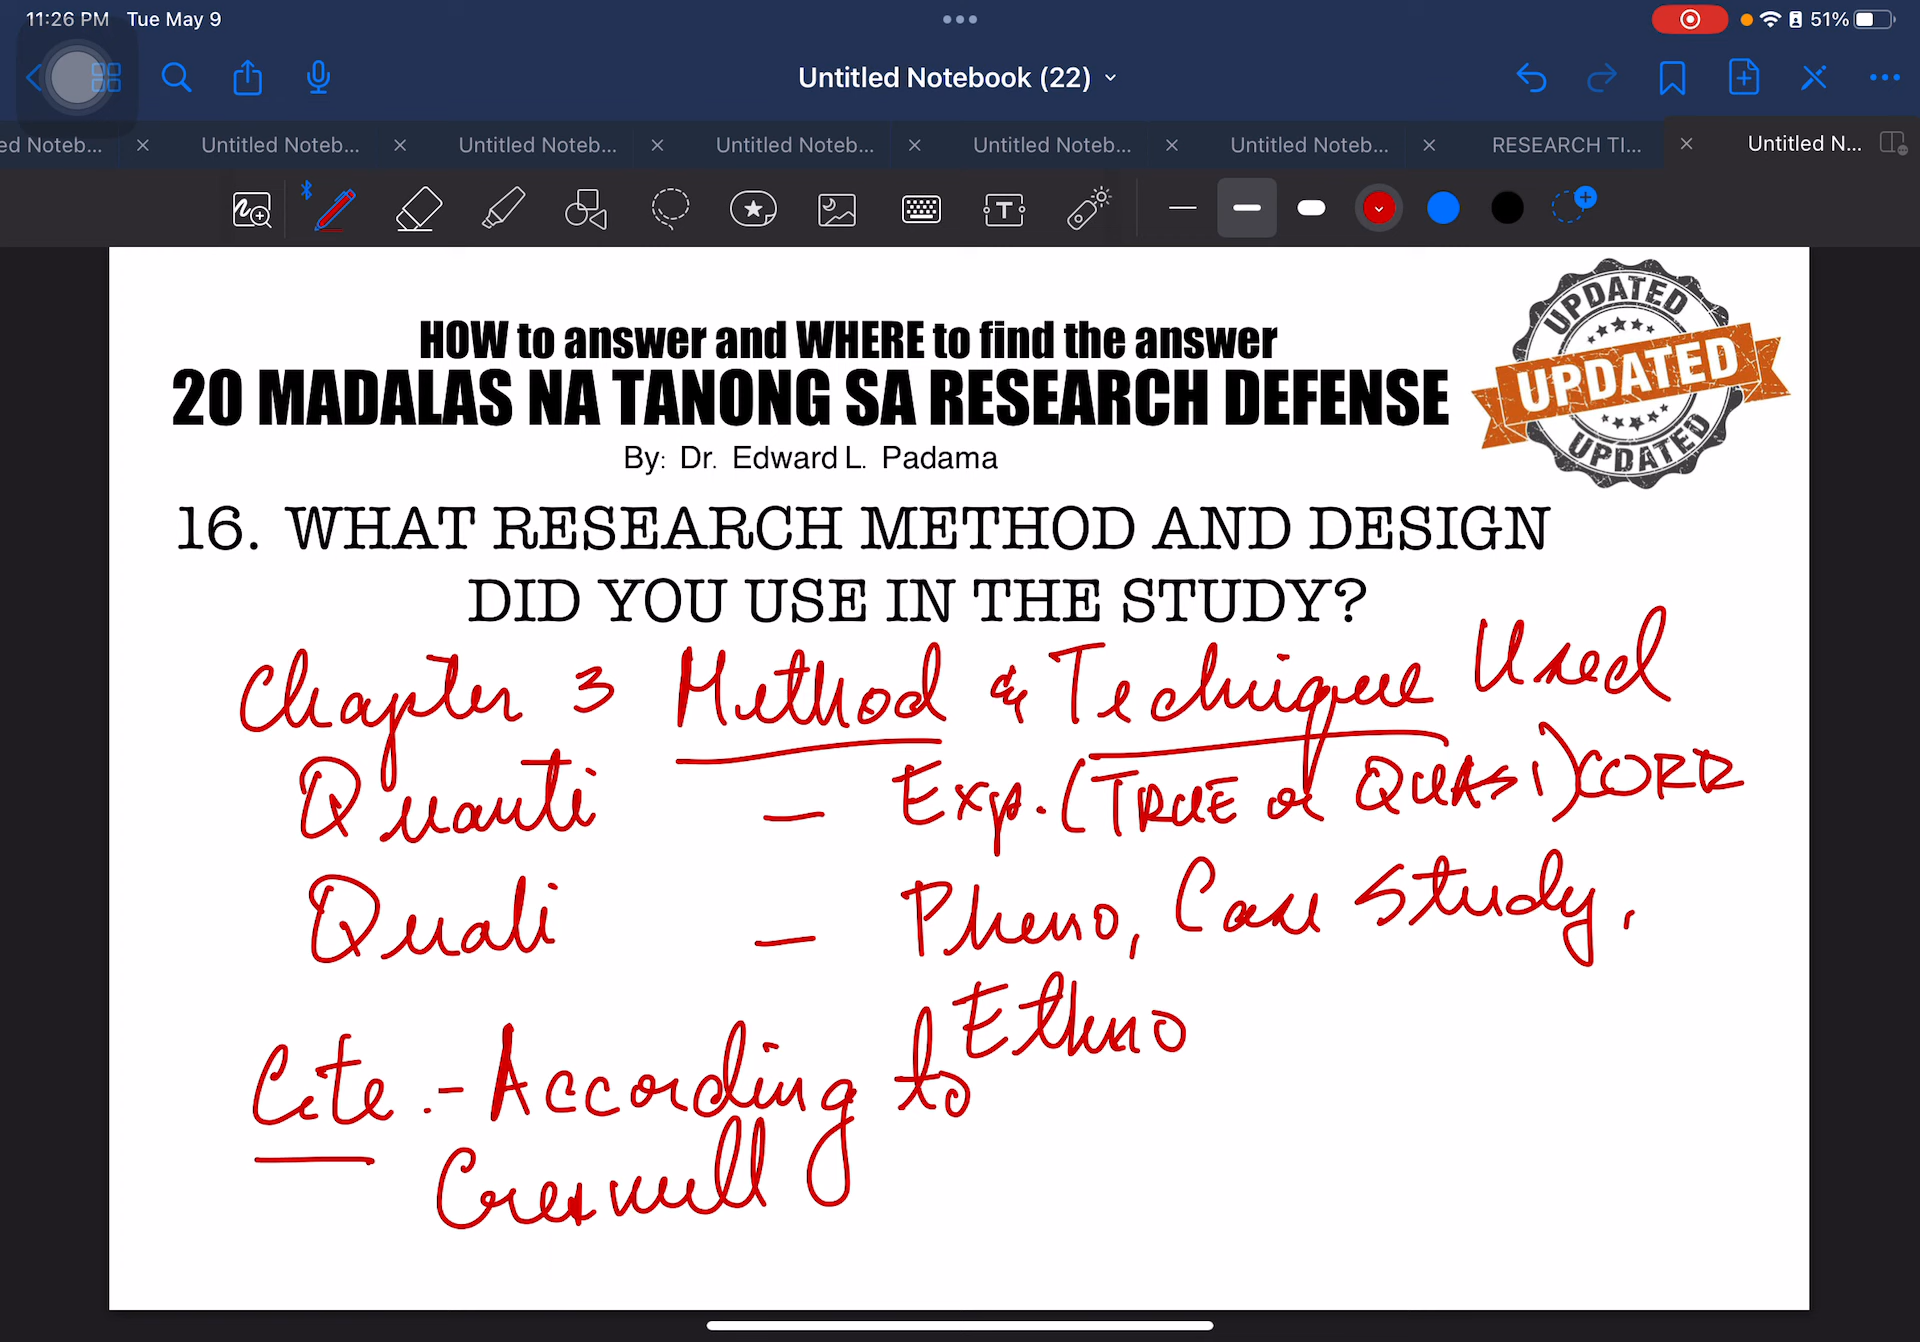 11:26 PM Tue May 9
51%
Untitled Notebook (22)
ed Noteb... Untitled Noteb... Untitled Noteb... Untitled Noteb... Untitled Noteb... Untitled Noteb... RESEARCH TI... Untitled N...
UPDATED
UPDATED
UPDATED
HOW to answer and WHERE to find the answer
20 MADALAS NA TANONG SA RESEARCH DEFENSE
By: Dr. Edward L. Padama
16. WHAT RESEARCH METHOD AND DESIGN
DID YOU USE IN THE STUDY?
Chapter 3 Method & Technique Used
Quanti — Exp. (TRUE or QUASI) CORR
Quali — Pheno, Case Study,
Ethno
Cite :- According to
Creswell